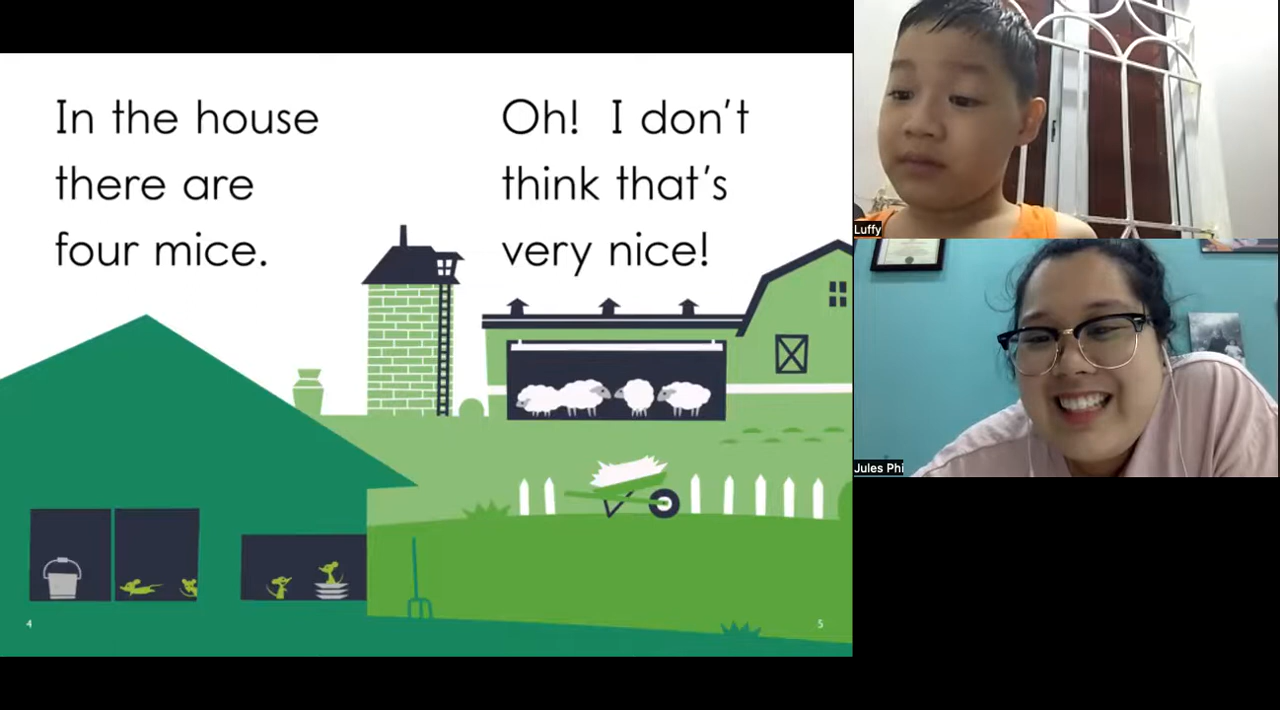 In the house
there are
four mice.
Oh! I don't
think that's
very nice!
4
5
Luffy
Jules Phi